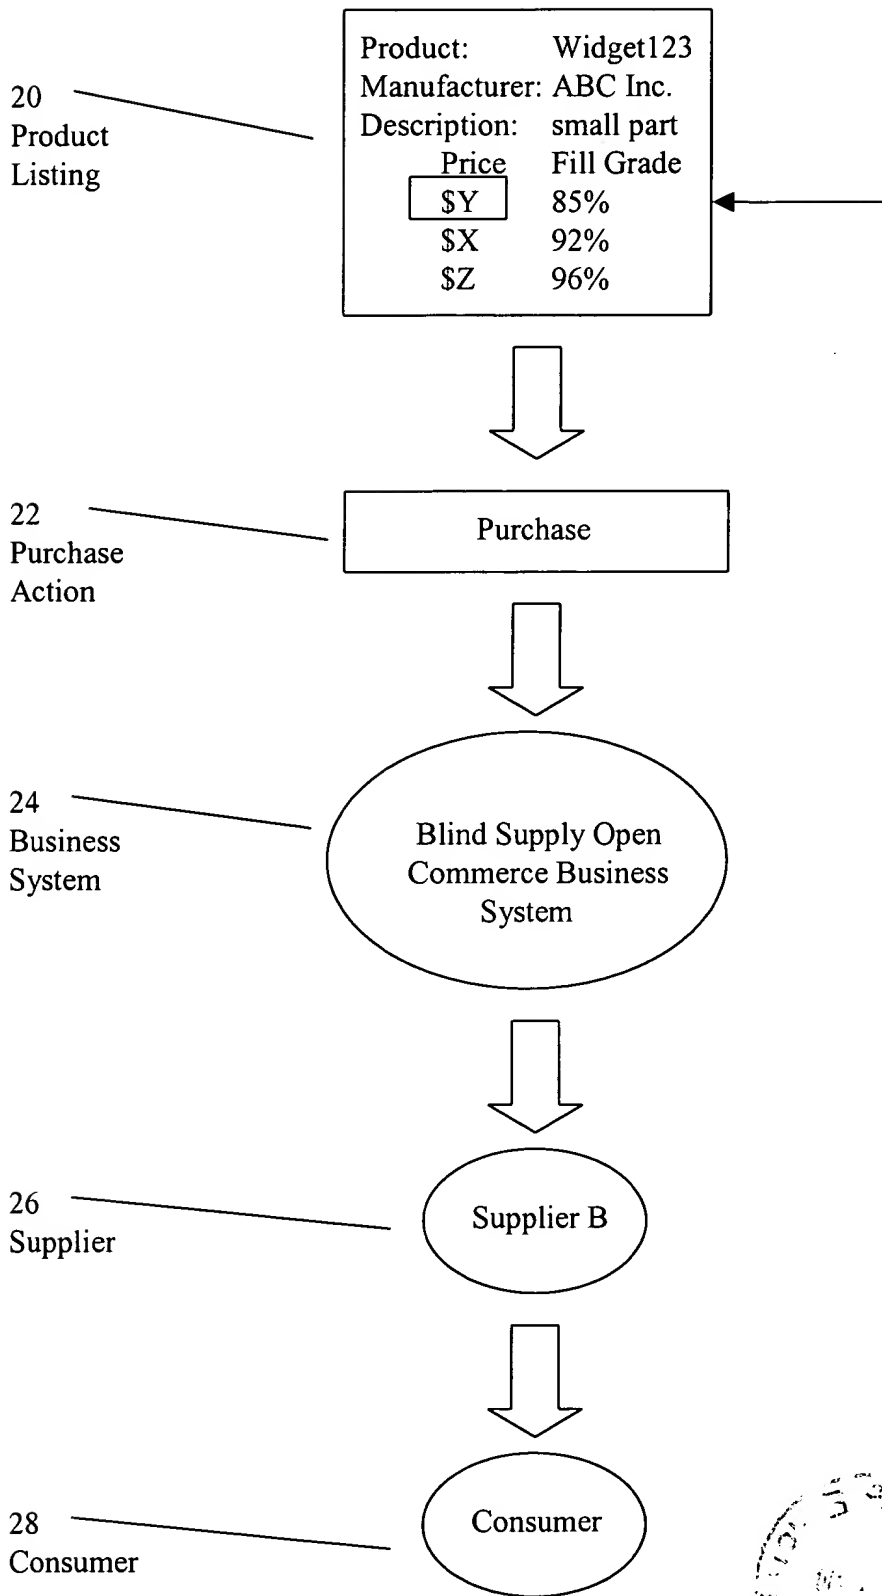 Product: Widget123
Manufacturer: ABC Inc.
Description: small part
Price Fill Grade
$Y 85%
$X 92%
$Z 96%
20
Product
Listing
22
Purchase
Action
Purchase
24
Business
System
Blind Supply Open
Commerce Business
System
26
Supplier
Supplier B
28
Consumer
Consumer